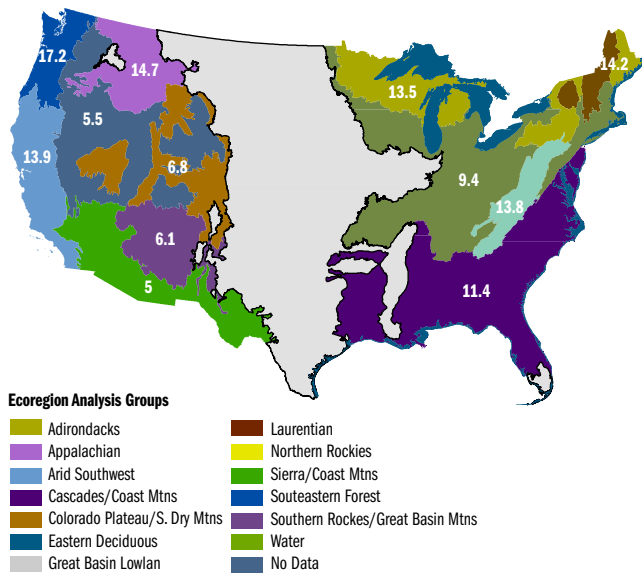 17.2
14.7
14.2
13.5
5.5
13.9
6.8
9.4
13.8
6.1
5
11.4
Ecoregion Analysis Groups
Adirondacks
Appalachian
Arid Southwest
Cascades/Coast Mtns
Colorado Plateau/S. Dry Mtns
Eastern Deciduous
Great Basin Lowlan
Laurentian
Northern Rockies
Sierra/Coast Mtns
Souteastern Forest
Southern Rockes/Great Basin Mtns
Water
No Data